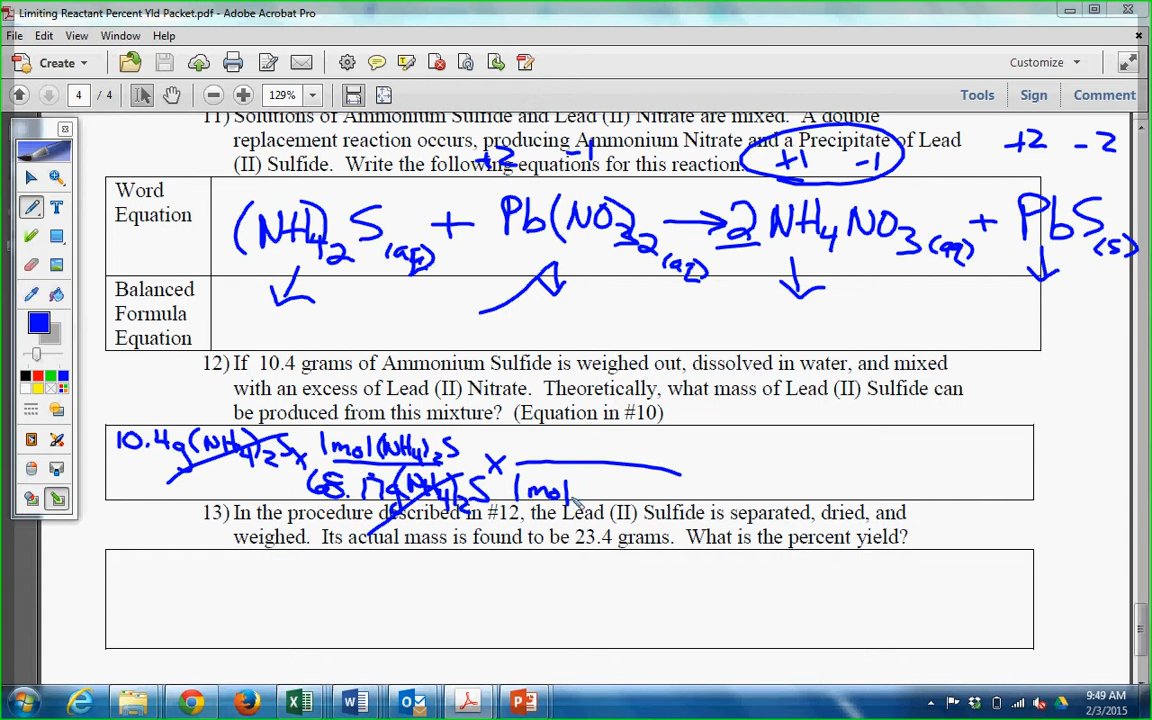 Limiting Reactant Percent Yld Packet.pdf - Adobe Acrobat Pro
File Edit View Window Help
Create Customize
4 / 4 129% Tools Sign Comment
11) Solutions of Ammonium Sulfide and Lead (II) Nitrate are mixed. A double
replacement reaction occurs, producing Ammonium Nitrate and a Precipitate of Lead
(II) Sulfide. Write the following equations for this reaction.
+2 -1 +1 -1 +2 -2
Word
Equation
(NH4)2S(aq) + Pb(NO3)2(aq) → 2NH4NO3(aq) + PbS(s)
Balanced
Formula
Equation
12) If 10.4 grams of Ammonium Sulfide is weighed out, dissolved in water, and mixed
with an excess of Lead (II) Nitrate. Theoretically, what mass of Lead (II) Sulfide can
be produced from this mixture? (Equation in #10)
10.4g(NH4)2S x 1mol(NH4)2S x
68.17g(NH4)2S 1mol
13) In the procedure described in #12, the Lead (II) Sulfide is separated, dried, and
weighed. Its actual mass is found to be 23.4 grams. What is the percent yield?
9:49 AM
2/3/2015